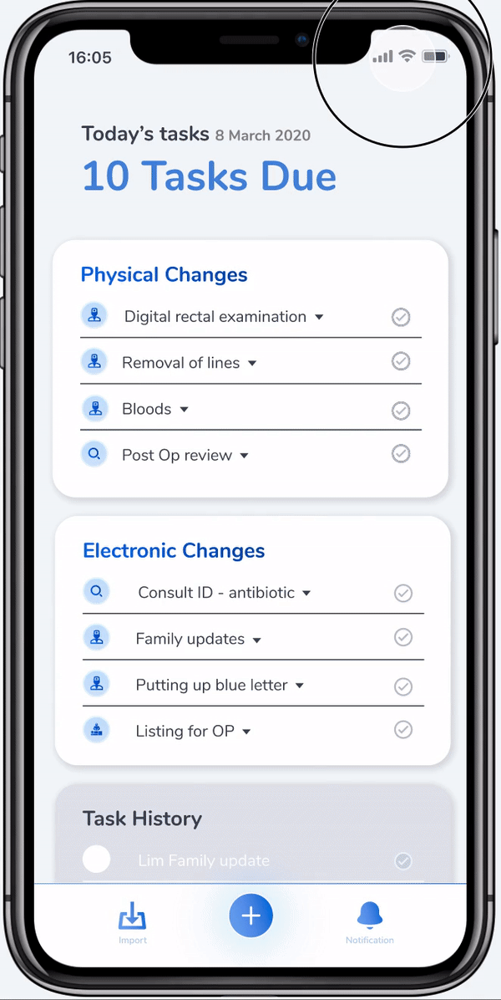 16:05
Today’s tasks 8 March 2020
10 Tasks Due
Physical Changes
Digital rectal examination
Removal of lines
Bloods
Post Op review
Electronic Changes
Consult ID - antibiotic
Family updates
Putting up blue letter
Listing for OP
Task History
Lim Family update
Import
Notification